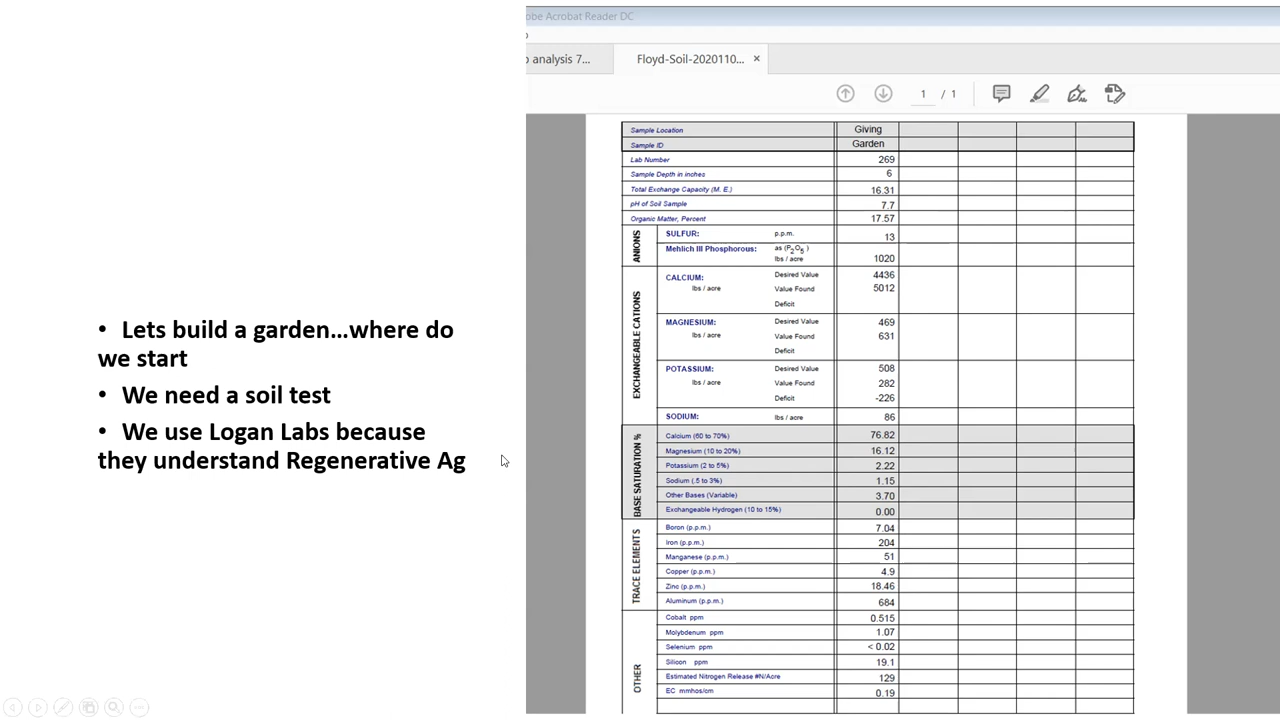 • Lets build a garden...where do
we start
• We need a soil test
• We use Logan Labs because
they understand Regenerative Ag
obe Acrobat Reader DC
p analysis 7...
Floyd-Soil-2020110... ×
1 / 1
Sample Location Giving
Sample ID Garden
Lab Number 269
Sample Depth in inches 6
Total Exchange Capacity (M. E.) 16.31
pH of Soil Sample 7.7
Organic Matter, Percent 17.57
ANIONS
SULFUR: p.p.m. 13
Mehlich III Phosphorous: as (P2O5 )
lbs / acre 1020
EXCHANGEABLE CATIONS
CALCIUM: Desired Value 4436
lbs / acre Value Found 5012
Deficit
MAGNESIUM: Desired Value 469
lbs / acre Value Found 631
Deficit
POTASSIUM: Desired Value 508
lbs / acre Value Found 282
Deficit -226
SODIUM: lbs / acre 86
BASE SATURATION %
Calcium (60 to 70%) 76.82
Magnesium (10 to 20%) 16.12
Potassium (2 to 5%) 2.22
Sodium (.5 to 3%) 1.15
Other Bases (Variable) 3.70
Exchangeable Hydrogen (10 to 15%) 0.00
TRACE ELEMENTS
Boron (p.p.m.) 7.04
Iron (p.p.m.) 204
Manganese (p.p.m.) 51
Copper (p.p.m.) 4.9
Zinc (p.p.m.) 18.46
Aluminum (p.p.m.) 684
OTHER
Cobalt ppm 0.515
Molybdenum ppm 1.07
Selenium ppm < 0.02
Silicon ppm 19.1
Estimated Nitrogen Release #N/Acre 129
EC mmhos/cm 0.19